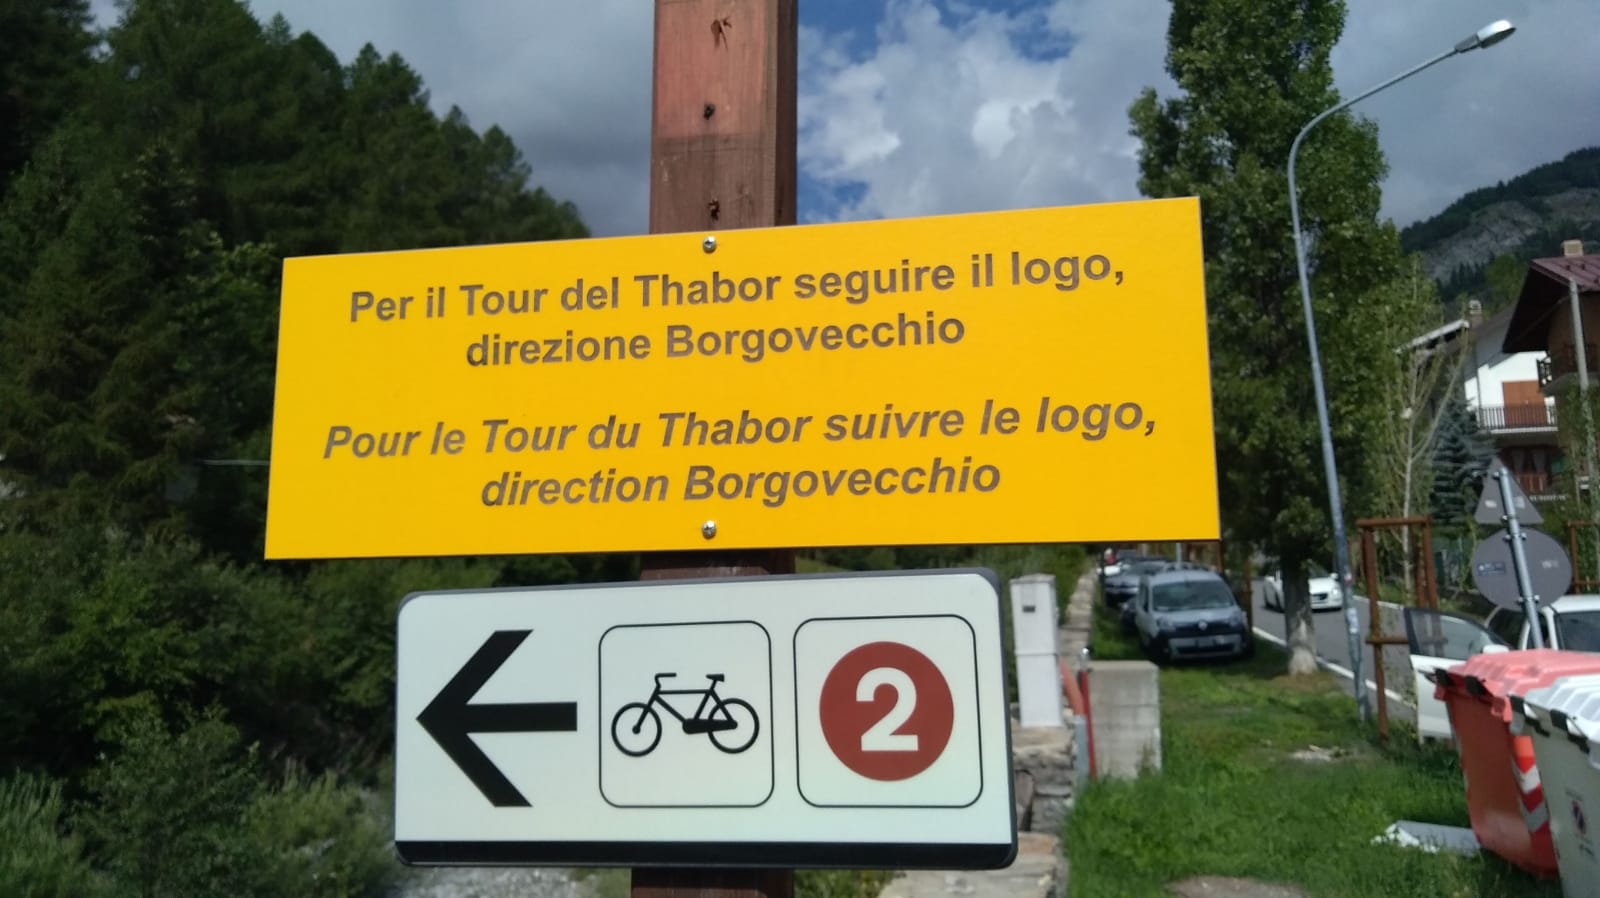 Per il Tour del Thabor seguire il logo,
direzione Borgovecchio
Pour le Tour du Thabor suivre le logo,
direction Borgovecchio
2